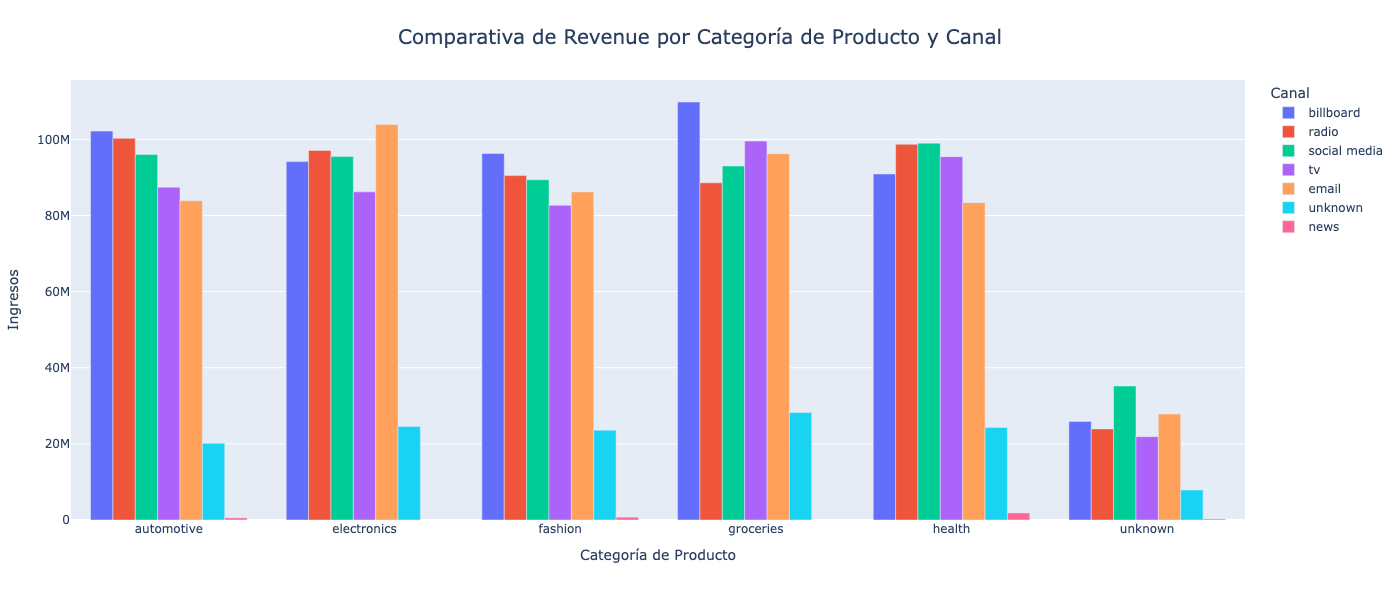 Comparativa de Revenue por Categoría de Producto y Canal
Canal
billboard
radio
social media
tv
email
unknown
news
Ingresos
100M
80M
60M
40M
20M
0
automotive
electronics
fashion
groceries
health
unknown
Categoría de Producto